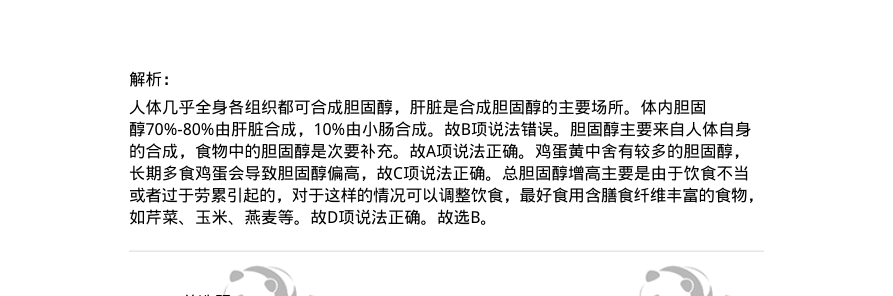 解析：
人体几乎全身各组织都可合成胆固醇，肝脏是合成胆固醇的主要场所。体内胆固
醇70%-80%由肝脏合成，10%由小肠合成。故B项说法错误。胆固醇主要来自人体自身
的合成，食物中的胆固醇是次要补充。故A项说法正确。鸡蛋黄中舍有较多的胆固醇，
长期多食鸡蛋会导致胆固醇偏高，故C项说法正确。总胆固醇增高主要是由于饮食不当
或者过于劳累引起的，对于这样的情况可以调整饮食，最好食用含膳食纤维丰富的食物，
如芹菜、玉米、燕麦等。故D项说法正确。故选B。